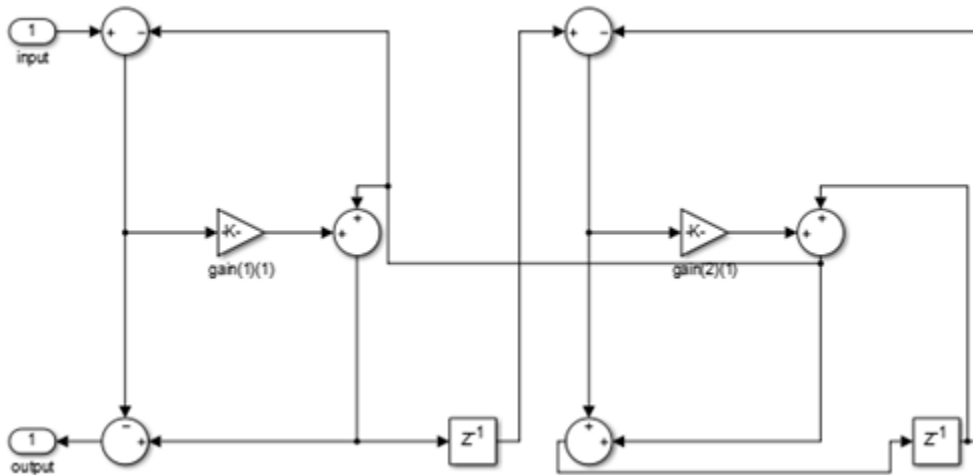 1
input
+
−
+
−
+
-K-
+
gain(1)(1)
+
-K-
+
gain(2)(1)
−
1
+
output
Z-1
+
+
Z-1